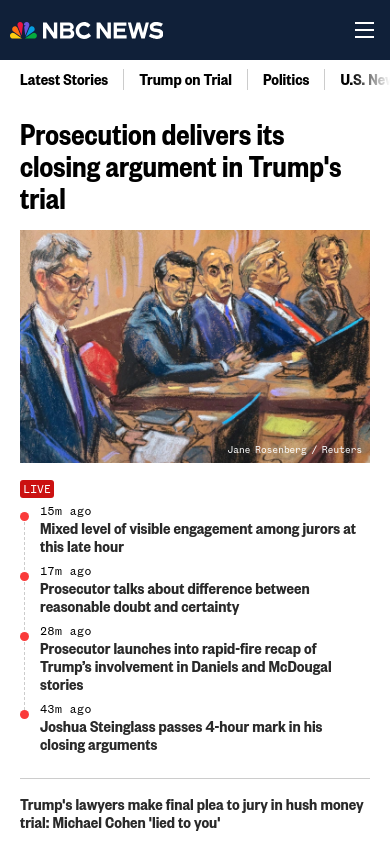 NBC NEWS
Latest Stories
Trump on Trial
Politics
U.S. Ne
Prosecution delivers its
closing argument in Trump's
trial
Jane Rosenberg / Reuters
LIVE
15m ago
Mixed level of visible engagement among jurors at
this late hour
17m ago
Prosecutor talks about difference between
reasonable doubt and certainty
28m ago
Prosecutor launches into rapid-fire recap of
Trump’s involvement in Daniels and McDougal
stories
43m ago
Joshua Steinglass passes 4-hour mark in his
closing arguments
Trump's lawyers make final plea to jury in hush money
trial: Michael Cohen 'lied to you'